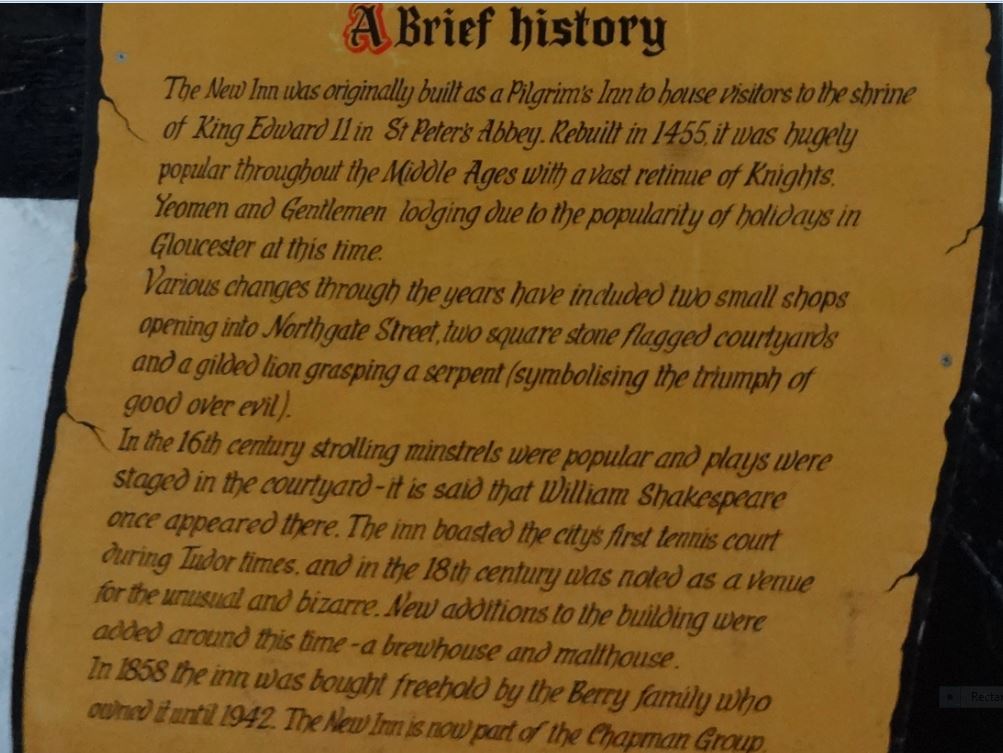 A Brief history
The New Inn was originally built as a Pilgrim's Inn to house visitors to the shrine
of King Edward 11 in St Peter's Abbey. Rebuilt in 1455, it was hugely
popular throughout the Middle Ages with a vast retinue of Knights,
Yeomen and Gentlemen lodging due to the popularity of holidays in
Gloucester at this time.
Various changes through the years have included two small shops
opening into Northgate Street, two square stone flagged courtyards
and a gilded lion grasping a serpent (symbolising the triumph of
good over evil).
In the 16th century strolling minstrels were popular and plays were
staged in the courtyard - it is said that William Shakespeare
once appeared there. The inn boasted the city's first tennis court
during Tudor times, and in the 18th century was noted as a venue
for the unusual and bizarre. New additions to the building were
added around this time - a brewhouse and malthouse.
In 1858 the inn was bought freehold by the Berry family who
owned it until 1942. The New Inn is now part of the Chapman Group